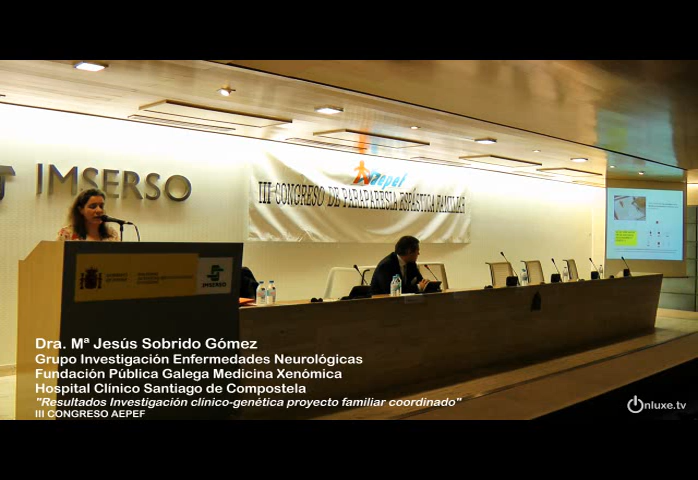 IMSERSO
aepef
III CONGRESO DE PARAPARESIA ESPÁSTICA FAMILIAR
IMSERSO
Dra. Mª Jesús Sobrido Gómez
Grupo Investigación Enfermedades Neurológicas
Fundación Pública Galega Medicina Xenómica
Hospital Clínico Santiago de Compostela
"Resultados Investigación clínico-genética proyecto familiar coordinado"
III CONGRESO AEPEF
onluxe.tv